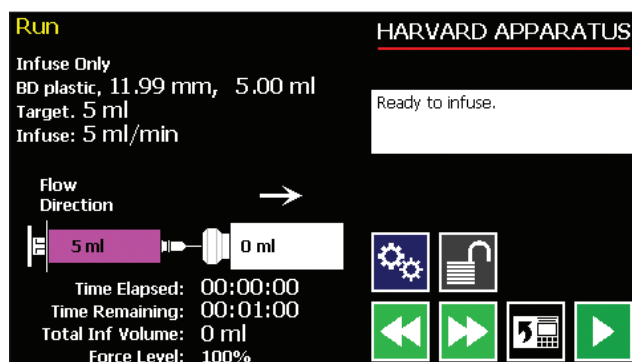 Run
HARVARD APPARATUS
Infuse Only
BD plastic, 11.99 mm, 5.00 ml
Target. 5 ml
Infuse: 5 ml/min
Ready to infuse.
Flow
Direction
5 ml
0 ml
Time Elapsed: 00:00:00
Time Remaining: 00:01:00
Total Inf Volume: 0 ml
Force Level: 100%